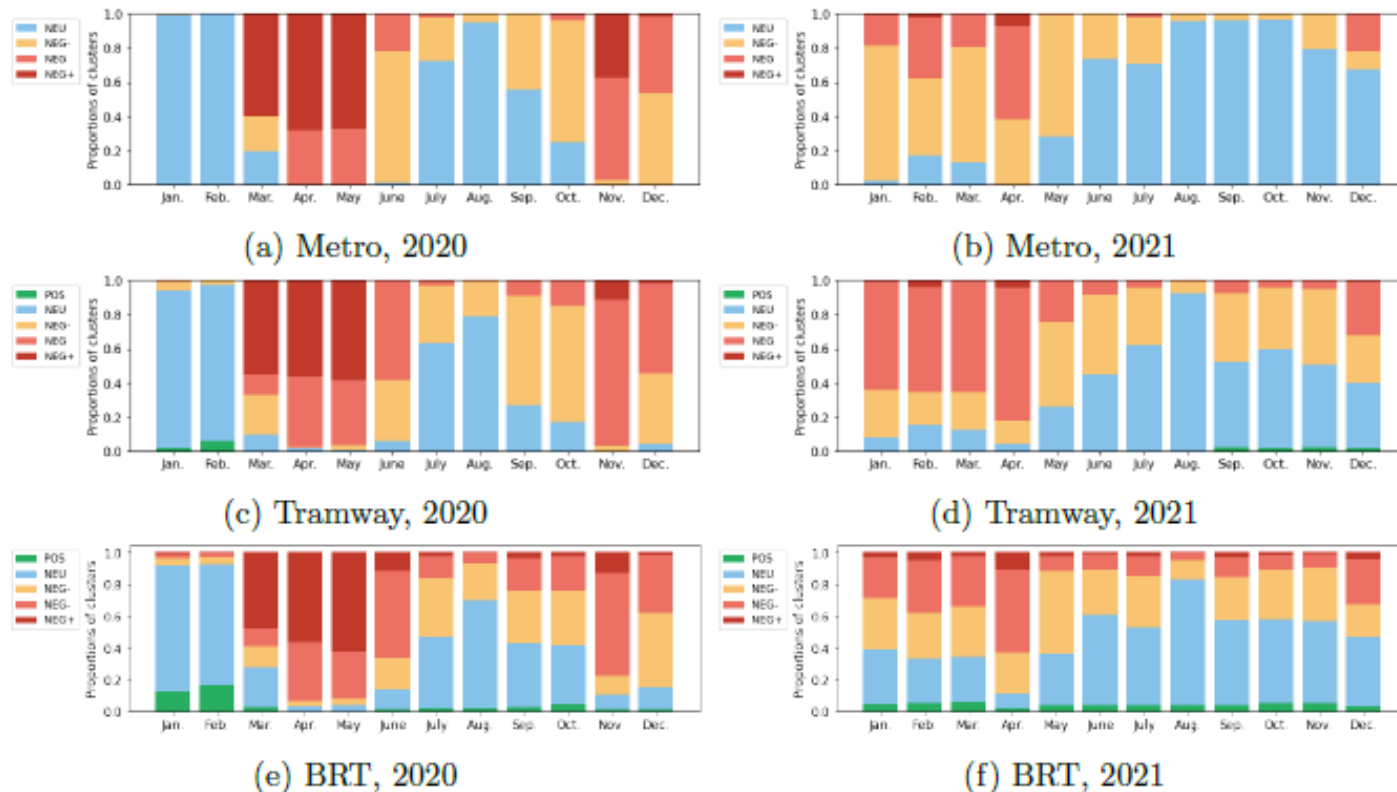 NEU
NEG-
NEG
NEG+
Proportions of clusters
1.0
0.8
0.6
0.4
0.2
0.0
Jan. Feb. Mar. Apr. May June July Aug. Sep. Oct. Nov. Dec.
(a) Metro, 2020
NEU
NEG-
NEG
NEG+
Proportions of clusters
1.0
0.8
0.6
0.4
0.2
0.0
Jan. Feb. Mar. Apr. May June July Aug. Sep. Oct. Nov. Dec.
(b) Metro, 2021
POS
NEU
NEG-
NEG
NEG+
Proportions of clusters
1.0
0.8
0.6
0.4
0.2
0.0
Jan. Feb. Mar. Apr. May June July Aug. Sep. Oct. Nov. Dec.
(c) Tramway, 2020
POS
NEU
NEG-
NEG
NEG+
Proportions of clusters
1.0
0.8
0.6
0.4
0.2
0.0
Jan. Feb. Mar. Apr. May June July Aug. Sep. Oct. Nov. Dec.
(d) Tramway, 2021
POS
NEU
NEG-
NEG-
NEG+
Proportions of clusters
1.0
0.8
0.6
0.4
0.2
0.0
Jan. Feb. Mar. Apr. May June July Aug. Sep. Oct. Nov. Dec.
(e) BRT, 2020
POS
NEU
NEG-
NEG-
NEG+
Proportions of clusters
1.0
0.8
0.6
0.4
0.2
0.0
Jan. Feb. Mar. Apr. May June July Aug. Sep. Oct. Nov. Dec.
(f) BRT, 2021